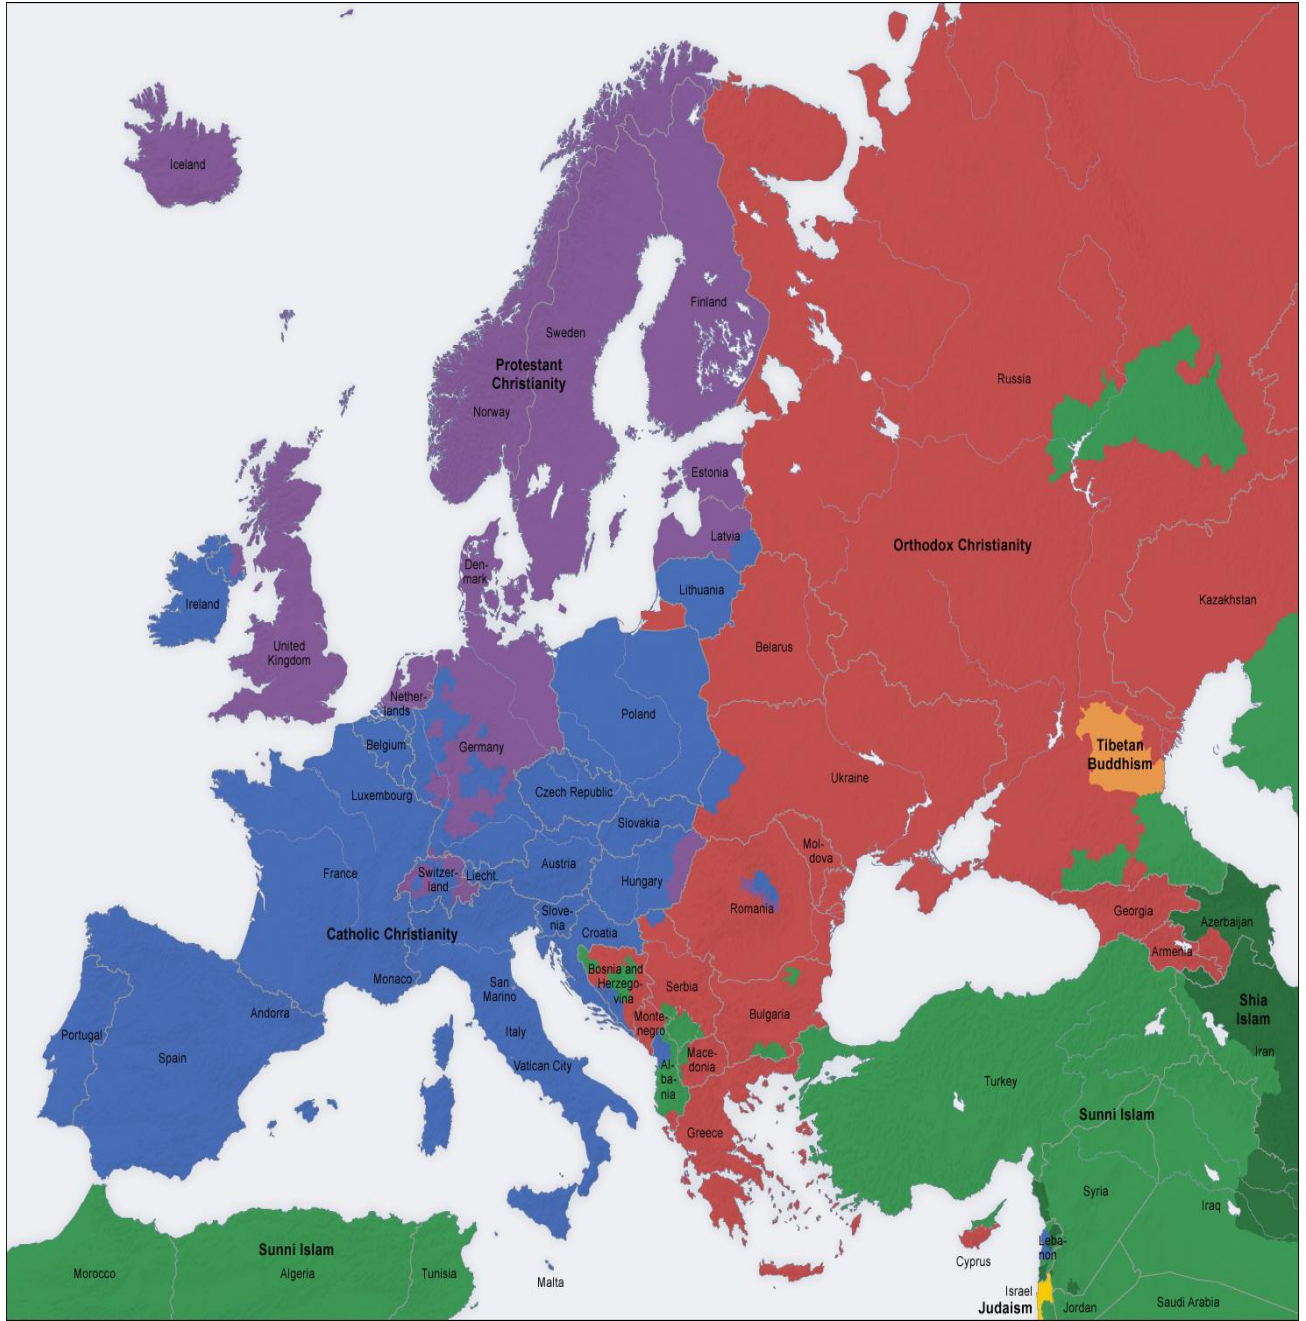 Iceland
Finland
Sweden
Protestant
Christianity
Russia
Norway
Estonia
Latvia
Orthodox Christianity
Den-
mark
Lithuania
Kazakhstan
Ireland
United
Kingdom
Belarus
Nether-
lands
Poland
Belgium
Germany
Tibetan
Buddhism
Ukraine
Czech Republic
Luxembourg
Slovakia
Mol-
dova
Austria
France
Switzer-
land
Liecht.
Hungary
Romania
Georgia
Slove-
nia
Azerbaijan
Catholic Christianity
Croatia
Armenia
Bosnia and
Herzego-
vina
Monaco
San
Marino
Serbia
Shia
Islam
Andorra
Monte-
negro
Bulgaria
Portugal
Italy
Iran
Spain
Vatican City
Al-
ba-
nia
Mace-
donia
Turkey
Sunni Islam
Greece
Syria
Iraq
Leba-
non
Sunni Islam
Cyprus
Morocco
Algeria
Tunisia
Malta
Israel
Judaism
Jordan
Saudi Arabia